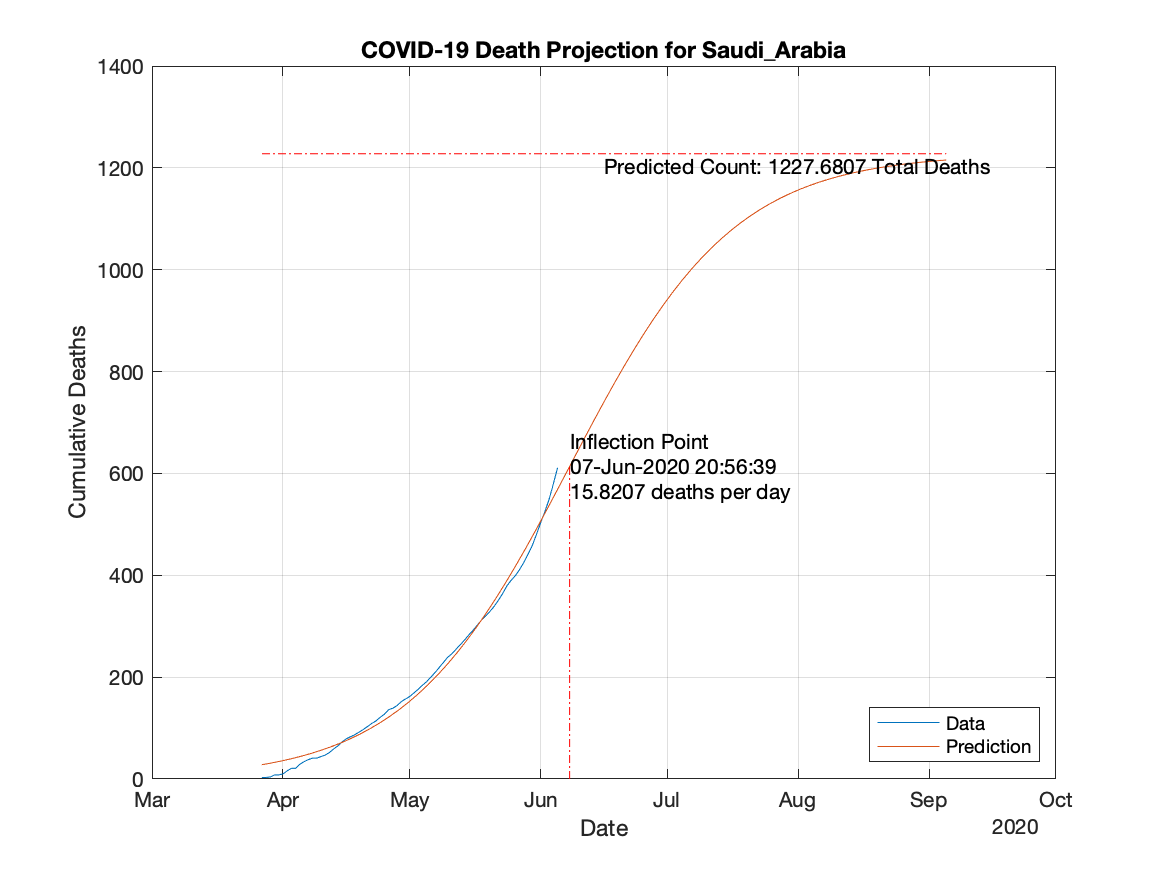 COVID-19 Death Projection for Saudi_Arabia
1400
1200
1000
800
600
400
200
0
Cumulative Deaths
Predicted Count: 1227.6807 Total Deaths
Inflection Point
07-Jun-2020 20:56:39
15.8207 deaths per day
Data
Prediction
Mar Apr May Jun Jul Aug Sep Oct
Date
2020